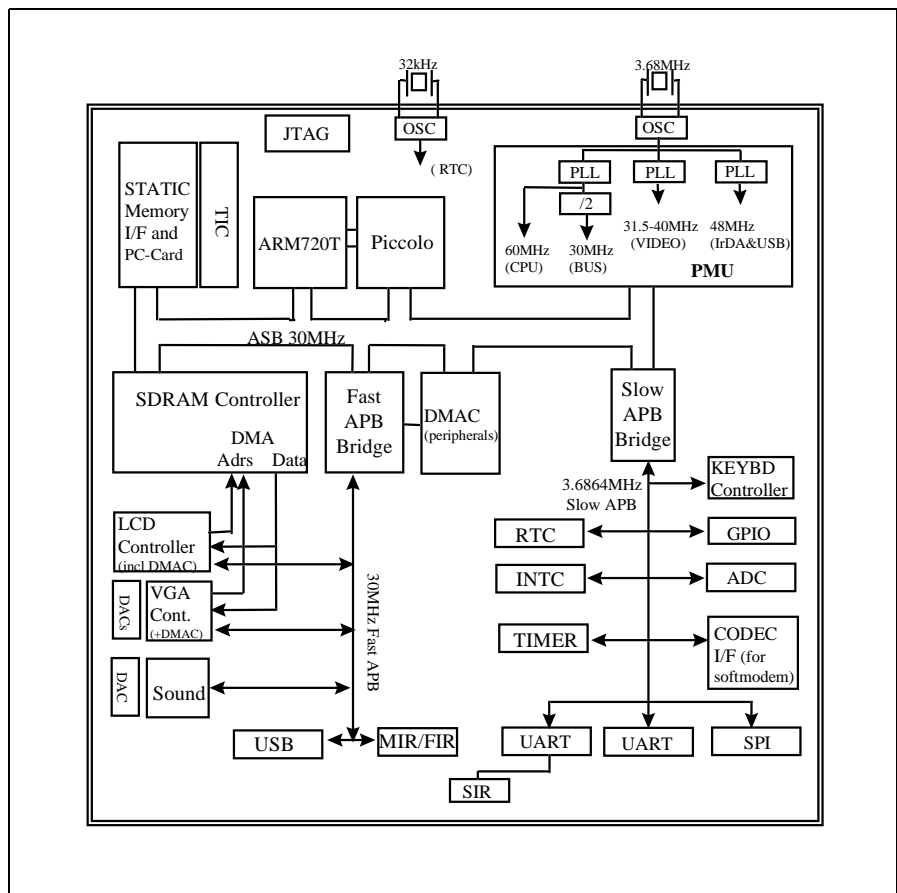 32kHz
3.68MHz
JTAG
OSC
OSC
( RTC)
STATIC
Memory
I/F and
PC-Card
TIC
ARM720T
Piccolo
PLL
PLL
PLL
/2
60MHz
(CPU)
30MHz
(BUS)
31.5-40MHz
(VIDEO)
48MHz
(IrDA&USB)
PMU
ASB 30MHz
SDRAM Controller
DMA
Adrs
Data
Fast
APB
Bridge
DMAC
(peripherals)
Slow
APB
Bridge
3.6864MHz
Slow APB
KEYBD
Controller
LCD
Controller
(incl DMAC)
RTC
GPIO
INTC
ADC
DACs
VGA
Cont.
(+DMAC)
30MHz Fast APB
TIMER
CODEC
I/F (for
softmodem)
DAC
Sound
USB
MIR/FIR
UART
UART
SPI
SIR